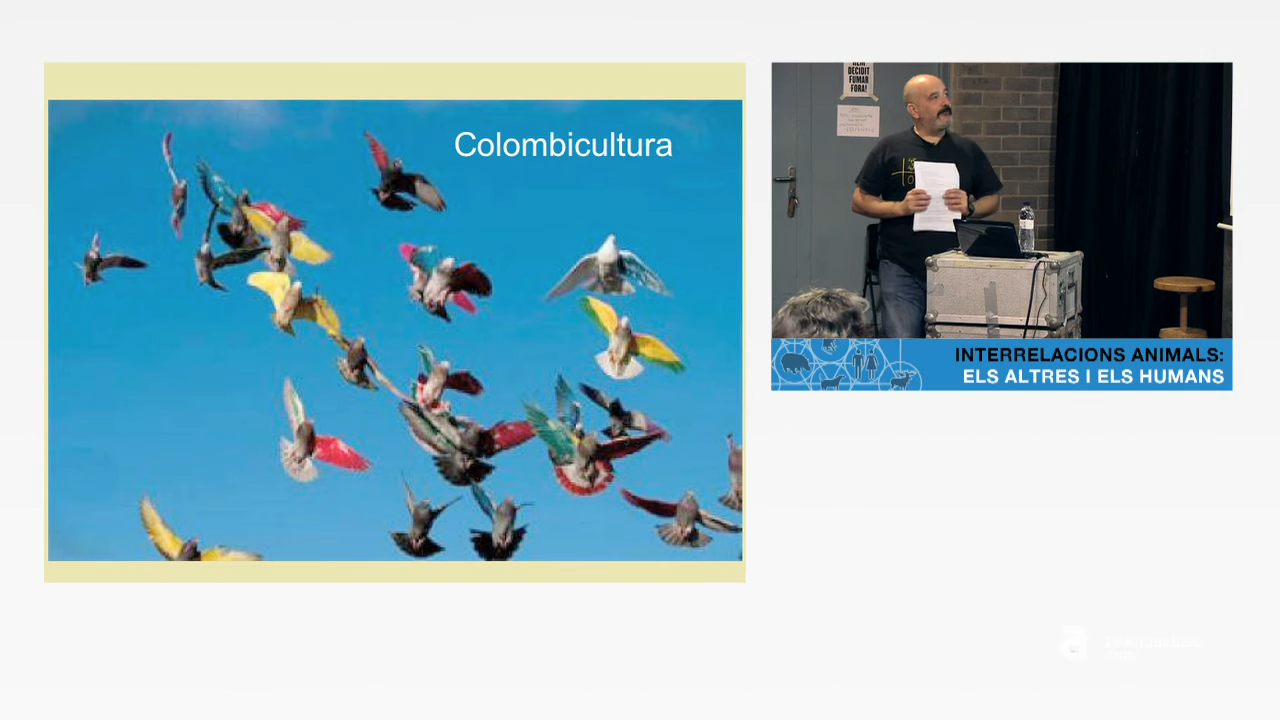 Colombicultura
HEM
DECIDIT
FUMAR
FORA!
INTERRELACIONS ANIMALS:
ELS ALTRES I ELS HUMANS